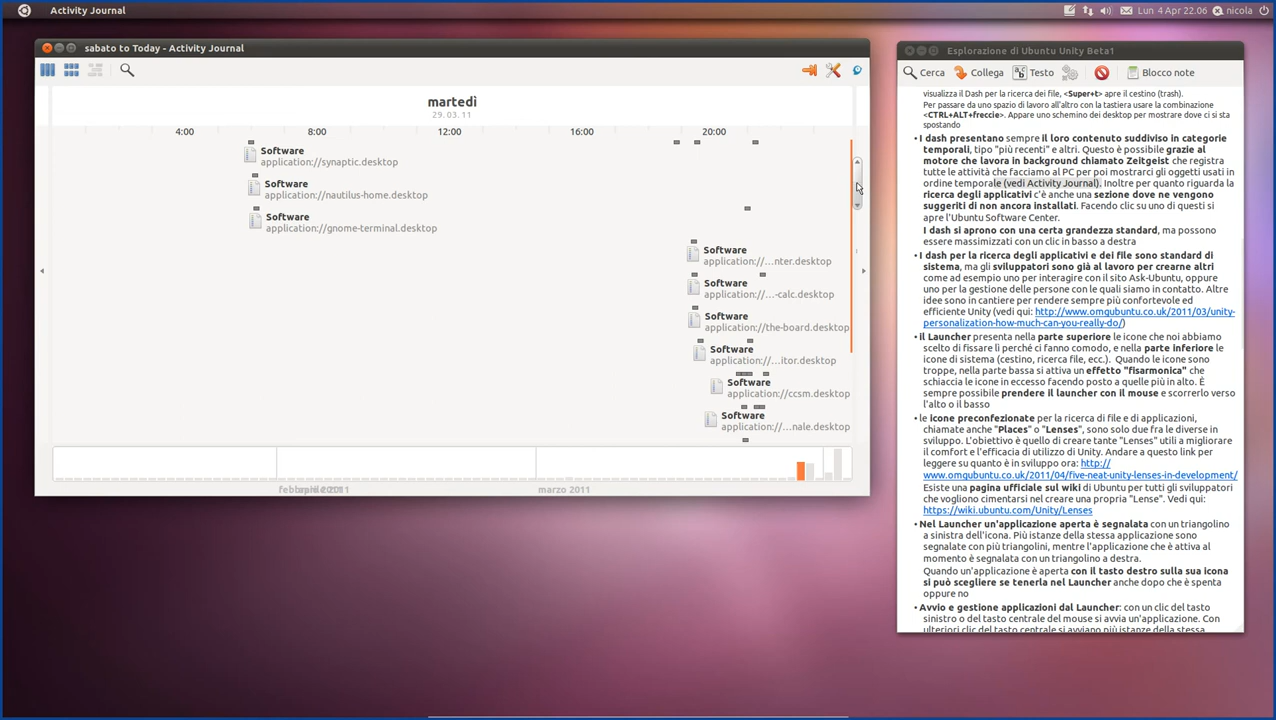 Activity Journal
Lun 4 Apr 22.06
nicola
sabato to Today - Activity Journal
martedì
29. 03. 11
4:00
8:00
12:00
16:00
20:00
Software
application://synaptic.desktop
Software
application://nautilus-home.desktop
Software
application://gnome-terminal.desktop
Software
application://...nter.desktop
Software
application://...-calc.desktop
Software
application://the-board.desktop
Software
application://...itor.desktop
Software
application://ccsm.desktop
Software
application://...nale.desktop
marzo 2011
Esplorazione di Ubuntu Unity Beta1
Cerca
Collega
Testo
Blocco note
visualizza il Dash per la ricerca dei file, <Super+t> apre il cestino (trash).
Per passare da uno spazio di lavoro all'altro con la tastiera usare la combinazione
<CTRL+ALT+freccie>. Appare uno schemino dei desktop per mostrare dove ci si sta
spostando
• I dash presentano sempre il loro contenuto suddiviso in categorie
temporali, tipo "più recenti" e altri. Questo è possibile grazie al
motore che lavora in background chiamato Zeitgeist che registra
tutte le attività che facciamo al PC per poi mostrarci gli oggetti usati in
ordine temporale (vedi Activity Journal). Inoltre per quanto riguarda la
ricerca degli applicativi c'è anche una sezione dove ne vengono
suggeriti di non ancora installati. Facendo clic su uno di questi si
apre l'Ubuntu Software Center.
I dash si aprono con una certa grandezza standard, ma possono
essere massimizzati con un clic in basso a destra
• I dash per la ricerca degli applicativi e dei file sono standard di
sistema, ma gli sviluppatori sono già al lavoro per crearne altri
come ad esempio uno per interagire con il sito Ask-Ubuntu, oppure
uno per la gestione delle persone con le quali siamo in contatto. Altre
idee sono in cantiere per rendere sempre più confortevole ed
efficiente Unity (vedi qui: http://www.omgubuntu.co.uk/2011/03/unity-
personalization-how-much-can-you-really-do/)
• il Launcher presenta nella parte superiore le icone che noi abbiamo
scelto di fissare lì perché ci fanno comodo, e nella parte inferiore le
icone di sistema (cestino, ricerca file, ecc.). Quando le icone sono
troppe, nella parte bassa si attiva un effetto "fisarmonica" che
schiaccia le icone in eccesso facendo posto a quelle più in alto. È
sempre possibile prendere il launcher con il mouse e scorrerlo verso
l'alto o il basso
• le icone preconfezionate per la ricerca di file e di applicazioni,
chiamate anche "Places" o "Lenses", sono solo due fra le diverse in
sviluppo. L'obiettivo è quello di creare tante "Lenses" utili a migliorare
il comfort e l'efficacia di utilizzo di Unity. Andare a questo link per
leggere su quanto è in sviluppo ora: http://
www.omgubuntu.co.uk/2011/04/five-neat-unity-lenses-in-development/
Esiste una pagina ufficiale sul wiki di Ubuntu per tutti gli sviluppatori
che vogliono cimentarsi nel creare una propria "Lense". Vedi qui:
https://wiki.ubuntu.com/Unity/Lenses
• Nel Launcher un'applicazione aperta è segnalata con un triangolino
a sinistra dell'icona. Più istanze della stessa applicazione sono
segnalate con più triangolini, mentre l'applicazione che è attiva al
momento è segnalata con un triangolino a destra.
Quando un'applicazione è aperta con il tasto destro sulla sua icona
si può scegliere se tenerla nel Launcher anche dopo che è spenta
oppure no
• Avvio e gestione applicazioni dal Launcher: con un clic del tasto
sinistro o del tasto centrale del mouse si avvia un'applicazione. Con
ulteriori clic del tasto centrale si avviano più istanze della stessa